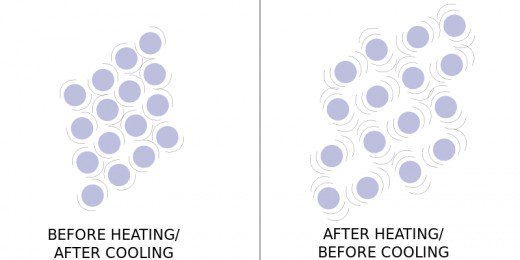 BEFORE HEATING/
AFTER COOLING
AFTER HEATING/
BEFORE COOLING